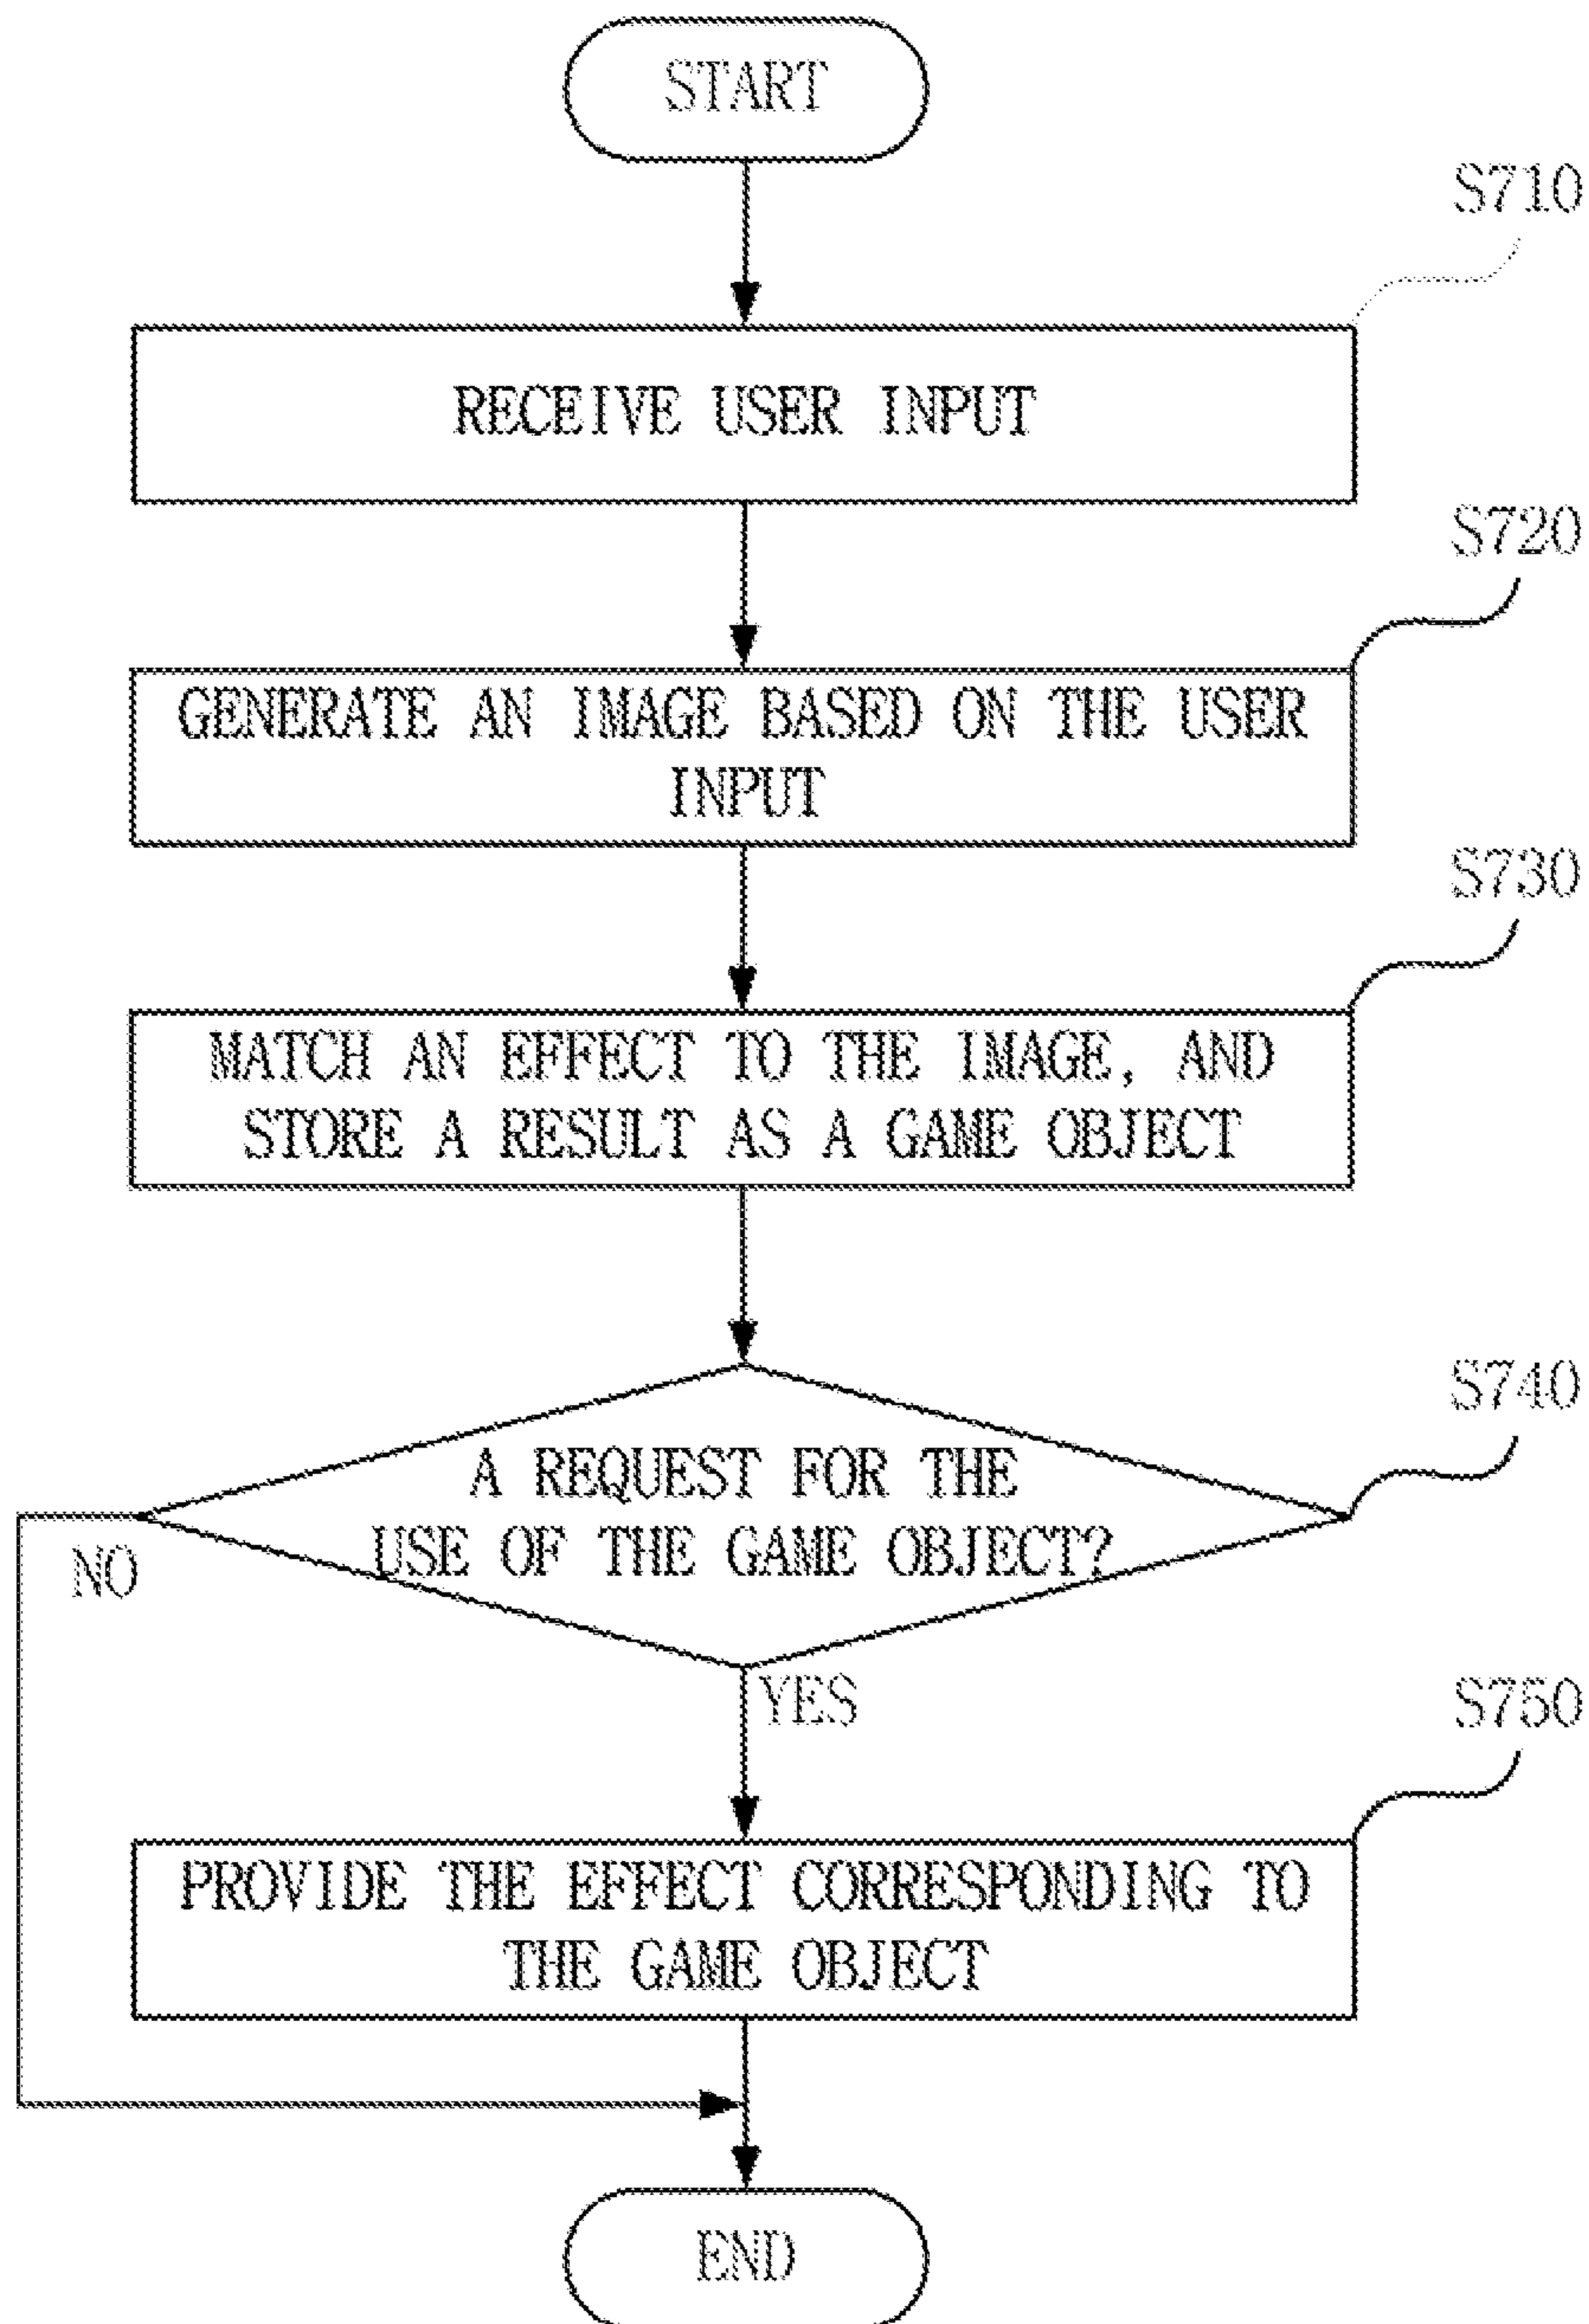 START
S710
RECEIVE USER INPUT
S720
GENERATE AN IMAGE BASED ON THE USER
INPUT
S730
MATCH AN EFFECT TO THE IMAGE, AND
STORE A RESULT AS A GAME OBJECT
S740
A REQUEST FOR THE
USE OF THE GAME OBJECT?
NO
YES
S750
PROVIDE THE EFFECT CORRESPONDING TO
THE GAME OBJECT
END